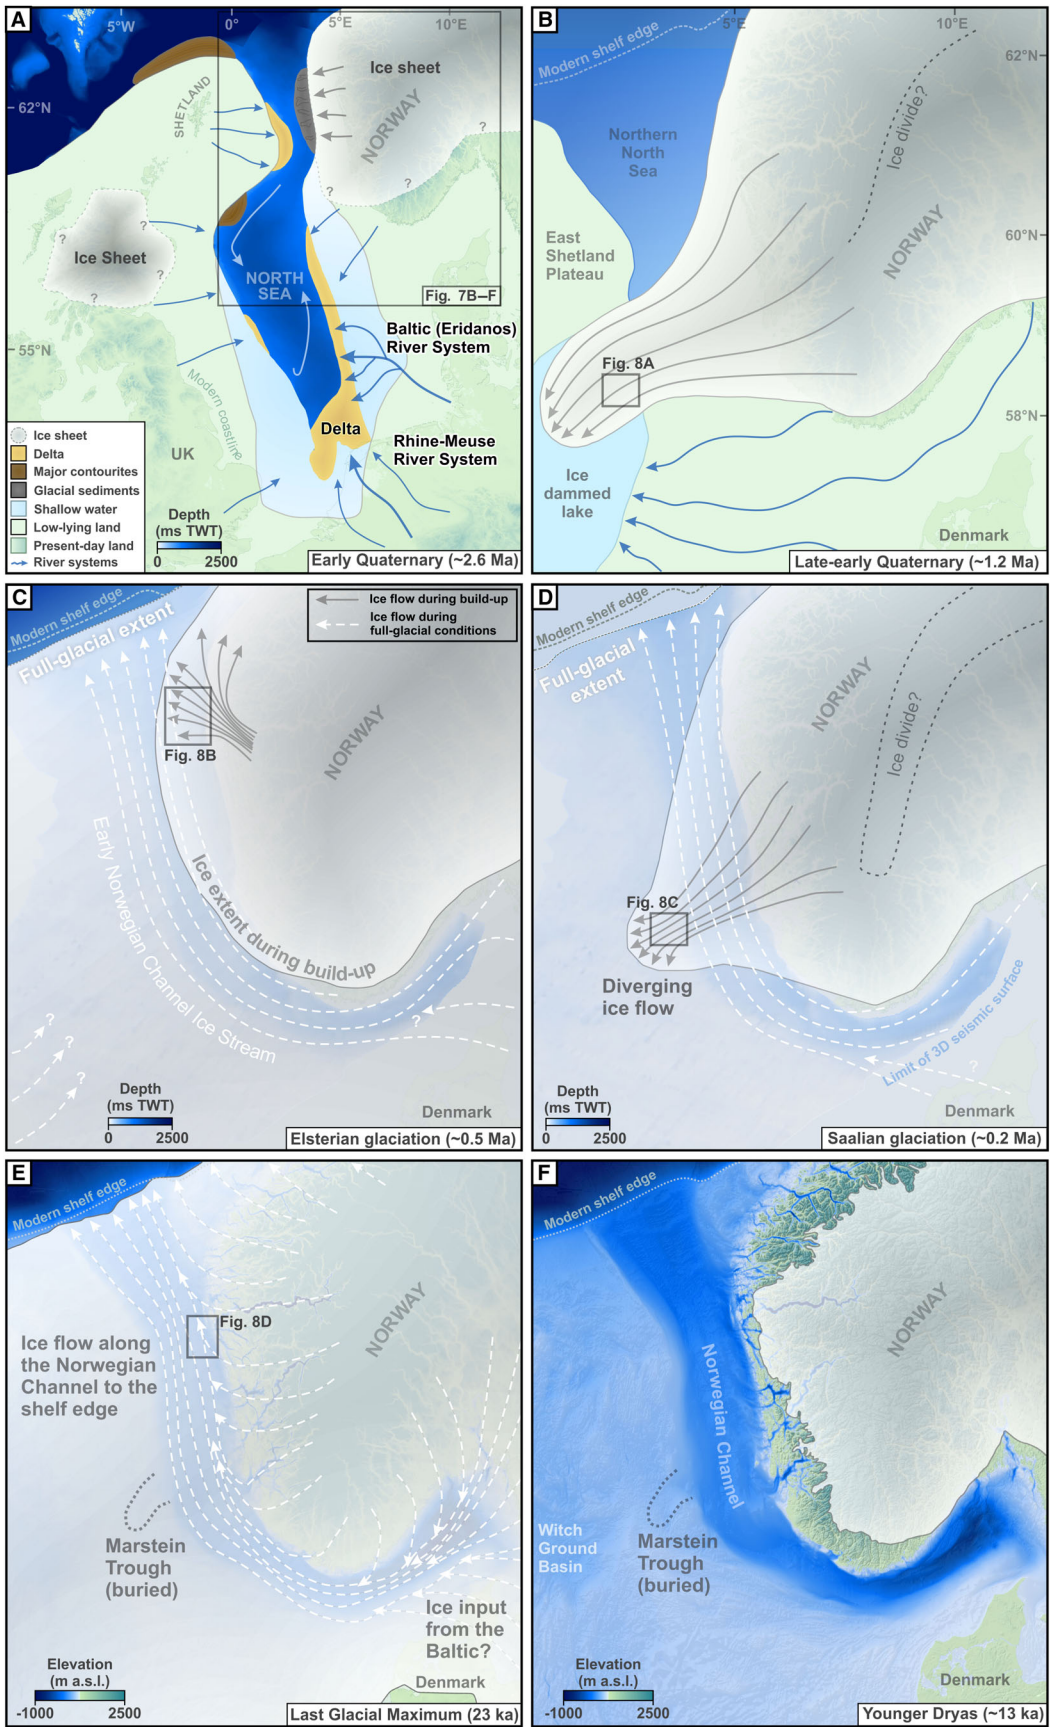 A
5°W
0°
5°E
10°E
62°N
55°N
SHETLAND
Ice sheet
NORWAY
?
?
?
Ice Sheet
?
?
?
?
NORTH
SEA
Fig. 7B–F
Baltic (Eridanos)
River System
Modern coastline
Delta
Rhine-Meuse
River System
UK
Ice sheet
Delta
Major contourites
Glacial sediments
Shallow water
Low-lying land
Present-day land
River systems
Depth
(ms TWT)
0
2500
Early Quaternary (~2.6 Ma)
B
5°E
10°E
62°N
60°N
58°N
Modern shelf edge
Northern
North
Sea
Ice divide?
NORWAY
East
Shetland
Plateau
Fig. 8A
Ice
dammed
lake
Denmark
Late-early Quaternary (~1.2 Ma)
C
Modern shelf edge
Full-glacial extent
Ice flow during build-up
Ice flow during
full-glacial conditions
NORWAY
Fig. 8B
Early Norwegian Channel Ice Stream
Ice extent during build-up
?
?
?
?
Depth
(ms TWT)
0
2500
Denmark
Elsterian glaciation (~0.5 Ma)
D
Modern shelf edge
Full-glacial
extent
NORWAY
Ice divide?
Fig. 8C
Diverging
ice flow
Limit of 3D seismic surface
?
Depth
(ms TWT)
0
2500
Denmark
Saalian glaciation (~0.2 Ma)
E
Modern shelf edge
NORWAY
Fig. 8D
Ice flow along
the Norwegian
Channel to the
shelf edge
Marstein
Trough
(buried)
Ice input
from the
Baltic?
Elevation
(m a.s.l.)
-1000
2500
Denmark
Last Glacial Maximum (23 ka)
F
Modern shelf edge
NORWAY
Norwegian Channel
Witch
Ground
Basin
Marstein
Trough
(buried)
Elevation
(m a.s.l.)
-1000
2500
Denmark
Younger Dryas (~13 ka)